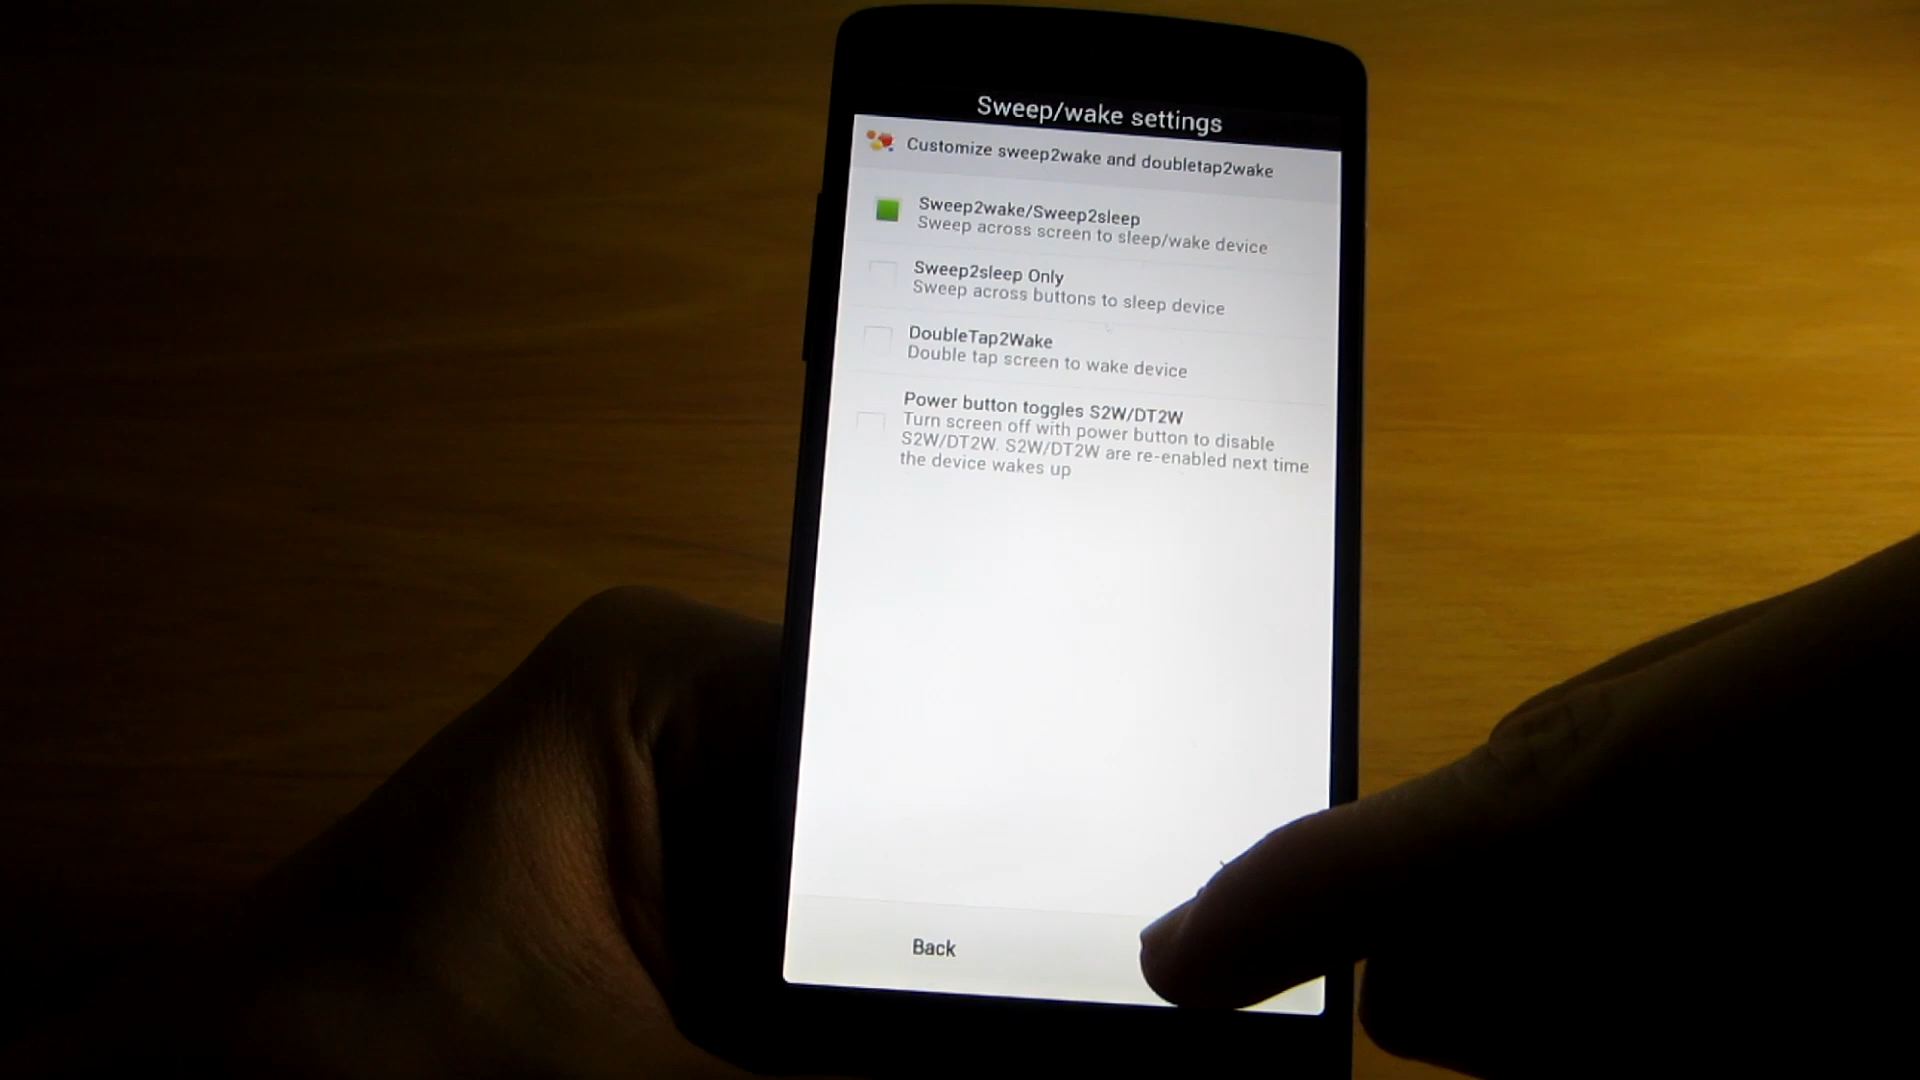 Sweep/wake settings
Customize sweep2wake and doubletap2wake
Sweep2wake/Sweep2sleep
Sweep across screen to sleep/wake device
Sweep2sleep Only
Sweep across buttons to sleep device
DoubleTap2Wake
Double tap screen to wake device
Power button toggles S2W/DT2W
Turn screen off with power button to disable
S2W/DT2W. S2W/DT2W are re-enabled next time
the device wakes up
Back